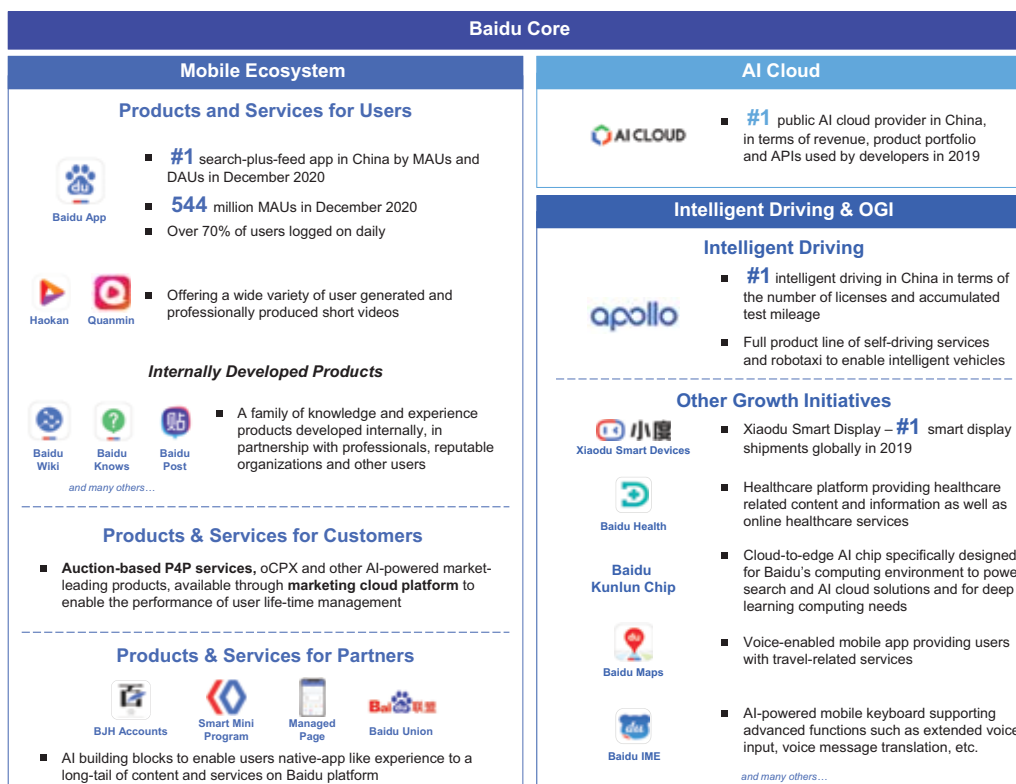 Baidu Core
Mobile Ecosystem
Products and Services for Users
du
Baidu App
■ #1 search-plus-feed app in China by MAUs and
DAUs in December 2020
■ 544 million MAUs in December 2020
■ Over 70% of users logged on daily
Haokan
Quanmin
■ Offering a wide variety of user generated and
professionally produced short videos
Internally Developed Products
?
贴
Baidu
Wiki
Baidu
Knows
Baidu
Post
■ A family of knowledge and experience
products developed internally, in
partnership with professionals, reputable
organizations and other users
and many others…
Products & Services for Customers
■ Auction-based P4P services, oCPX and other AI-powered market-
leading products, available through marketing cloud platform to
enable the performance of user life-time management
Products & Services for Partners
百
Bai 联盟
BJH Accounts
Smart Mini
Program
Managed
Page
Baidu Union
■ AI building blocks to enable users native-app like experience to a
long-tail of content and services on Baidu platform
AI Cloud
AI CLOUD
■ #1 public AI cloud provider in China,
in terms of revenue, product portfolio
and APIs used by developers in 2019
Intelligent Driving & OGI
Intelligent Driving
apollo
■ #1 intelligent driving in China in terms of
the number of licenses and accumulated
test mileage
■ Full product line of self-driving services
and robotaxi to enable intelligent vehicles
Other Growth Initiatives
小度
Xiaodu Smart Devices
■ Xiaodu Smart Display – #1 smart display
shipments globally in 2019
Baidu Health
■ Healthcare platform providing healthcare
related content and information as well as
online healthcare services
Baidu
Kunlun Chip
■ Cloud-to-edge AI chip specifically designed
for Baidu's computing environment to powe
search and AI cloud solutions and for deep
learning computing needs
du
Baidu Maps
■ Voice-enabled mobile app providing users
with travel-related services
du
Baidu IME
■ AI-powered mobile keyboard supporting
advanced functions such as extended voice
input, voice message translation, etc.
and many others…